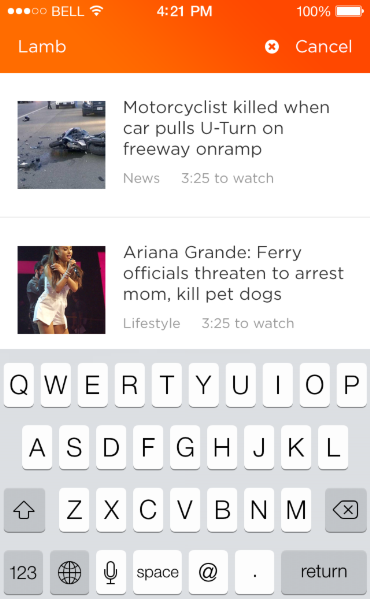 BELL 4:21 PM 100%
Lamb Cancel
Motorcyclist killed when
car pulls U-Turn on
freeway onramp
News 3:25 to watch
Ariana Grande: Ferry
officials threaten to arrest
mom, kill pet dogs
Lifestyle 3:25 to watch
Q W E R T Y U I O P
A S D F G H J K L
Z X C V B N M
123 space @ . return